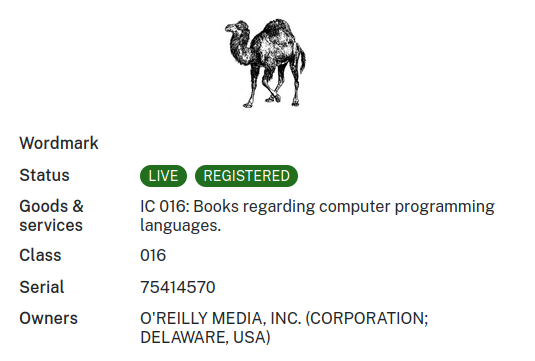 Wordmark
Status LIVE REGISTERED
Goods & services IC 016: Books regarding computer programming languages.
Class 016
Serial 75414570
Owners O'REILLY MEDIA, INC. (CORPORATION; DELAWARE, USA)